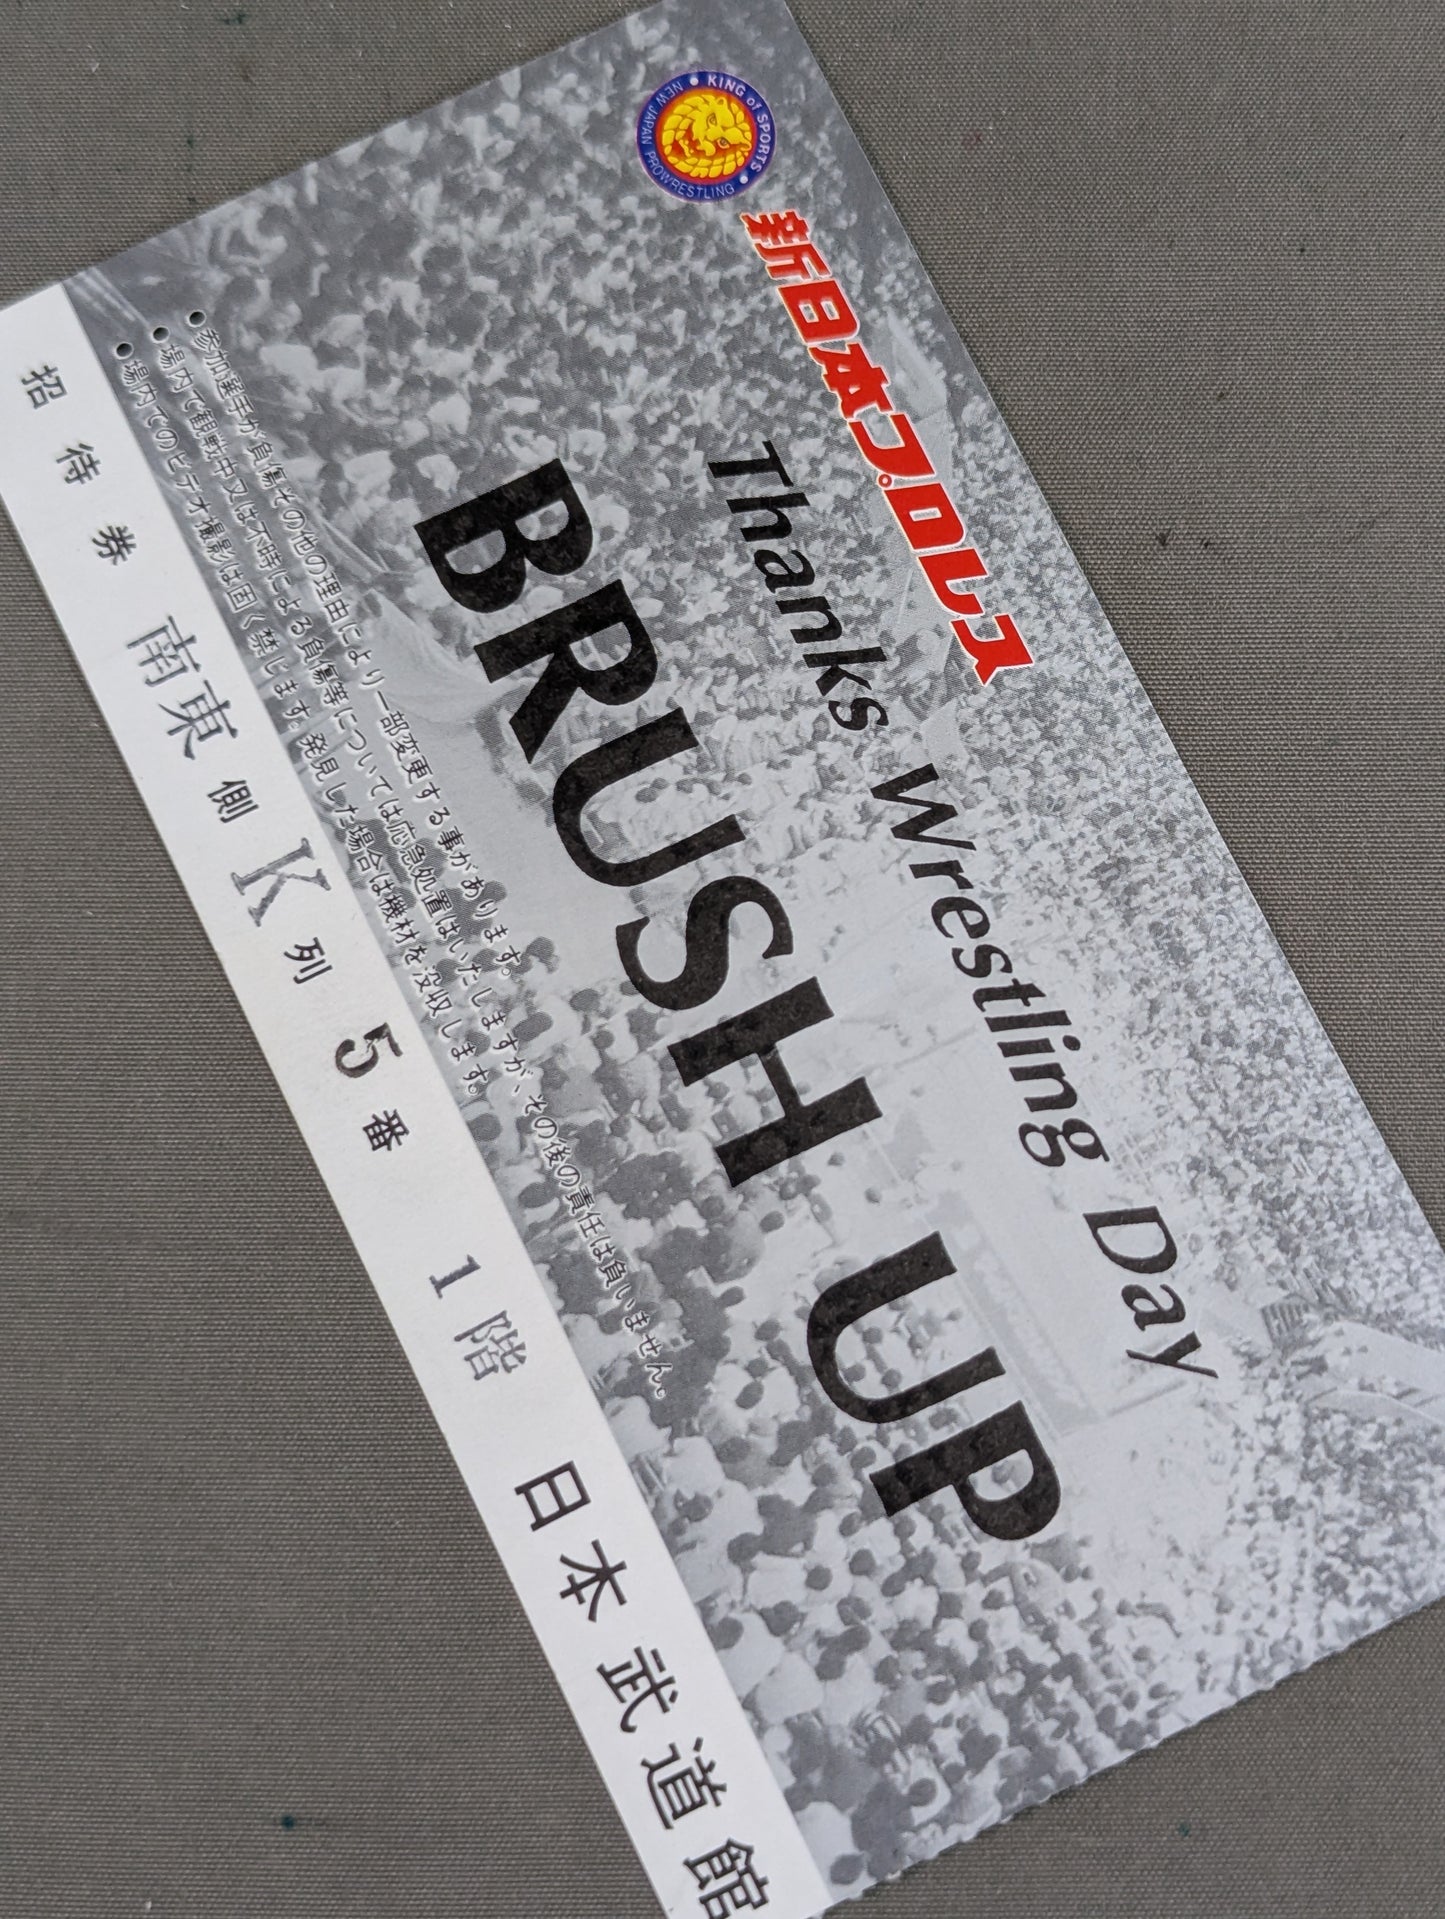 KING of SPORTS
NEW JAPAN PROWRESTLING
新日本プロレス
Thanks Wrestling Day
BRUSH UP
●参加選手が負傷その他の理由により一部変更する事があります。
●場内で観戦中又は不時による負傷等については応急処置はいたしますが、その後の責任は負いません。
●場内でのビデオ撮影は固く禁じます。発見した場合は機材を没収します。
招待券 南東側 K列 5番 1階 日本武道館